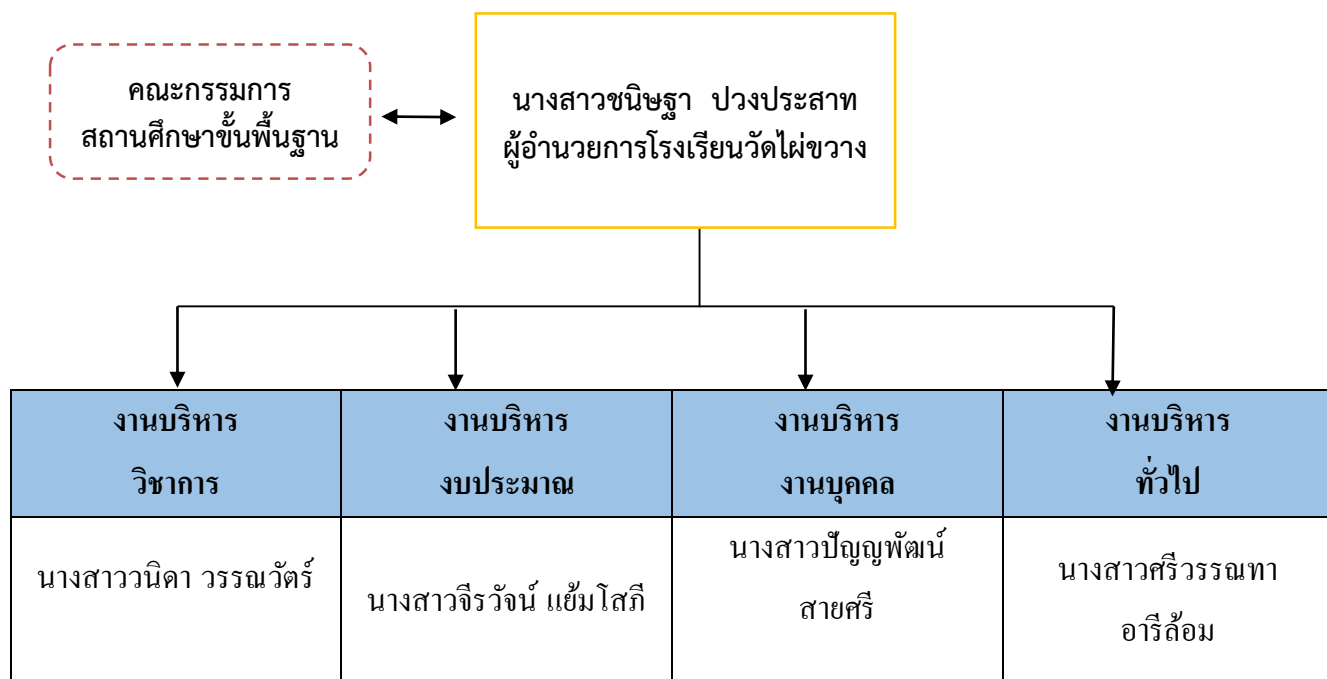 คณะกรรมการ
สถานศึกษาขั้นพื้นฐาน
นางสาวชนิษฐา ปวงประสาท
ผู้อำนวยการโรงเรียนวัดไผ่ขวาง
งานบริหาร
วิชาการ
งานบริหาร
งบประมาณ
งานบริหาร
งานบุคคล
งานบริหาร
ทั่วไป
นางสาววนิดา วรรณวัตร์
นางสาวจีรวัจน์ แย้มโสภี
นางสาวปัญญพัฒน์
สายศรี
นางสาวศรีวรรณทา
อารีล้อม